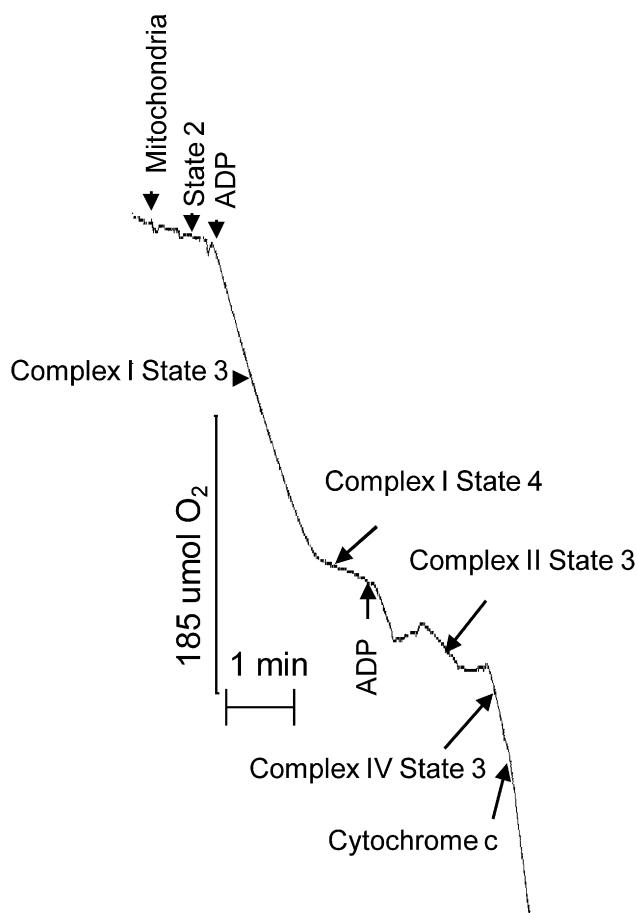 Mitochondria
State 2
ADP
Complex I State 3
Complex I State 4
185 umol O₂
Complex II State 3
1 min
ADP
Complex IV State 3
Cytochrome c